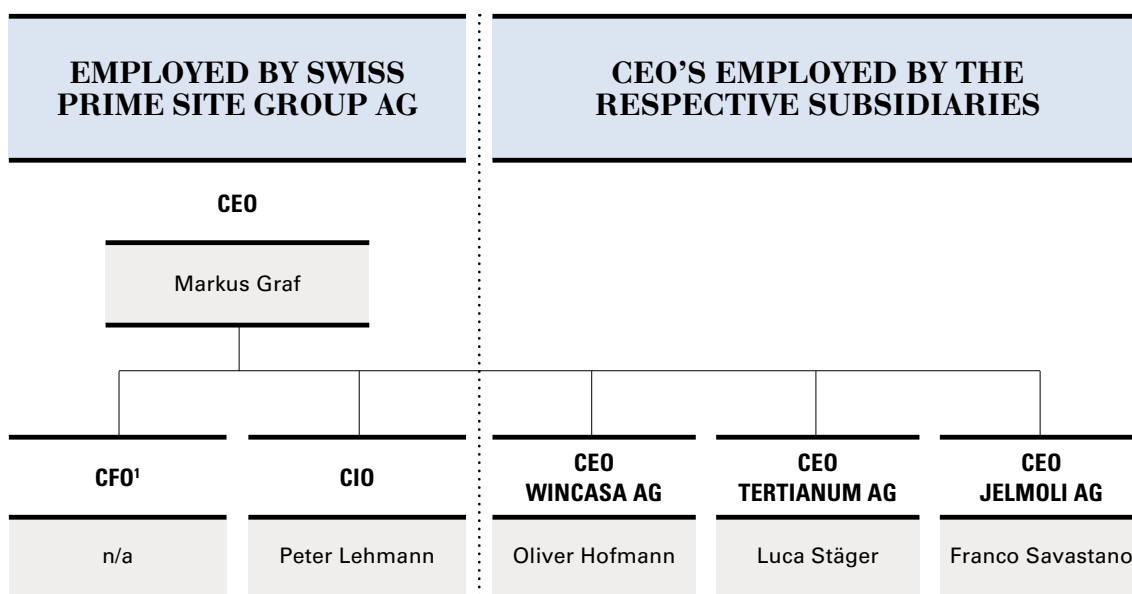 EMPLOYED BY SWISS
PRIME SITE GROUP AG
CEO'S EMPLOYED BY THE
RESPECTIVE SUBSIDIARIES
CEO
Markus Graf
CFO¹
CIO
CEO
WINCASA AG
CEO
TERTIANUM AG
CEO
JELMOLI AG
n/a
Peter Lehmann
Oliver Hofmann
Luca Stäger
Franco Savastano